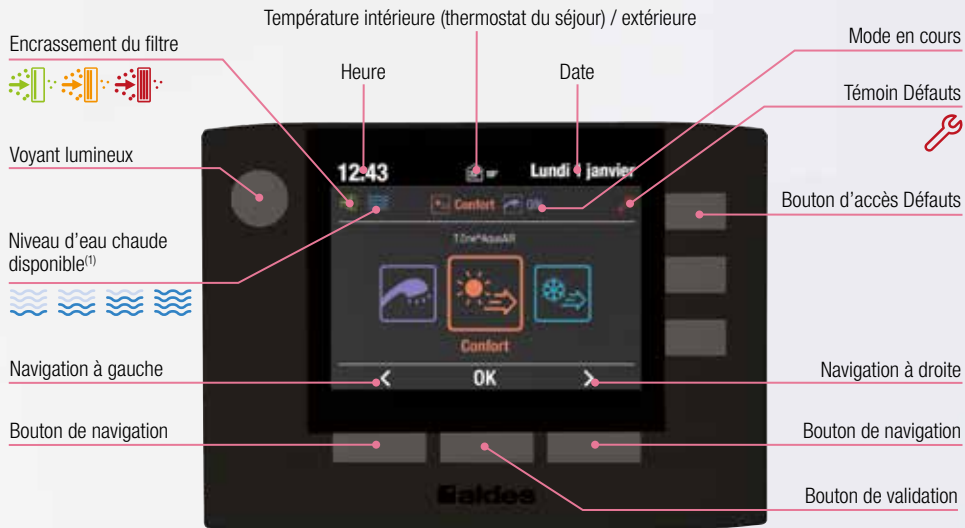 Température intérieure (thermostat du séjour) / extérieure
Encrassement du filtre
Heure
Date
Mode en cours
Témoin Défauts
Voyant lumineux
12:43
Lundi 1 janvier
Bouton d'accès Défauts
Confort
ON
T.One®AquaAIR
Niveau d'eau chaude
disponible(1)
Confort
Navigation à gauche
< OK >
Navigation à droite
Bouton de navigation
Bouton de navigation
Bouton de validation
aldes